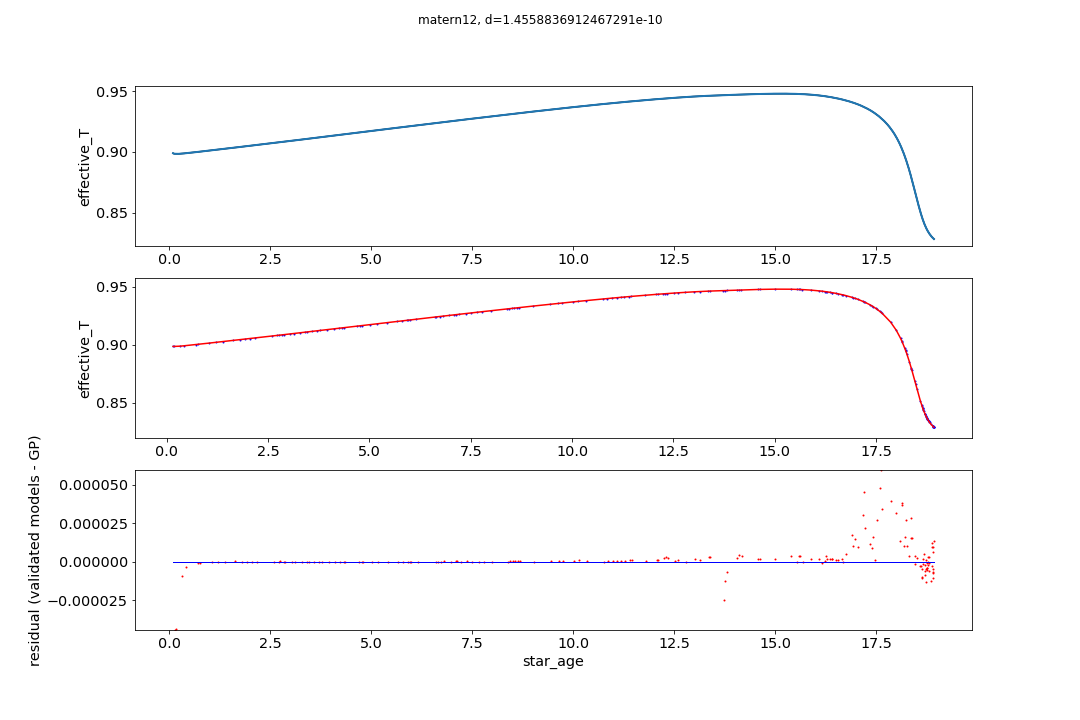 matern12, d=1.4558836912467291e-10
0.95
0.90
0.85
effective_T
0.0 2.5 5.0 7.5 10.0 12.5 15.0 17.5
0.95
0.90
0.85
effective_T
0.0 2.5 5.0 7.5 10.0 12.5 15.0 17.5
0.000050
0.000025
0.000000
−0.000025
residual (validated models - GP)
0.0 2.5 5.0 7.5 10.0 12.5 15.0 17.5
star_age